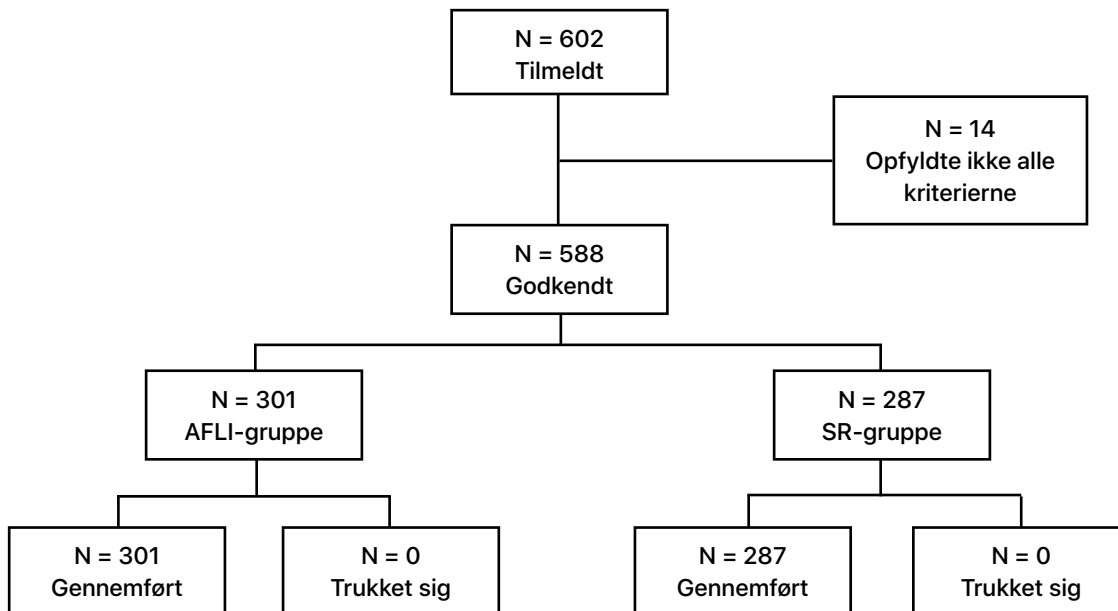 N = 602
Tilmeldt
N = 14
Opfyldte ikke alle
kriterierne
N = 588
Godkendt
N = 301
AFLI-gruppe
N = 287
SR-gruppe
N = 301
Gennemført
N = 0
Trukket sig
N = 287
Gennemført
N = 0
Trukket sig